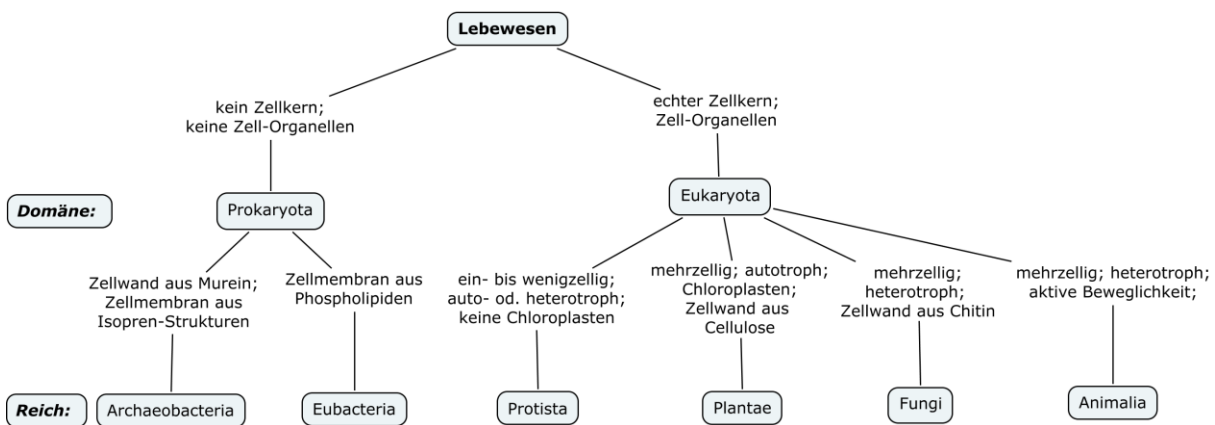 Lebewesen
kein Zellkern;
keine Zell-Organellen
echter Zellkern;
Zell-Organellen
Domäne:
Prokaryota
Eukaryota
Zellwand aus Murein;
Zellmembran aus
Isopren-Strukturen
Zellmembran aus
Phospholipiden
ein- bis wenigzellig;
auto- od. heterotroph;
keine Chloroplasten
mehrzellig; autotroph;
Chloroplasten;
Zellwand aus
Cellulose
mehrzellig;
heterotroph;
Zellwand aus Chitin
mehrzellig; heterotroph;
aktive Beweglichkeit;
Reich:
Archaeobacteria
Eubacteria
Protista
Plantae
Fungi
Animalia